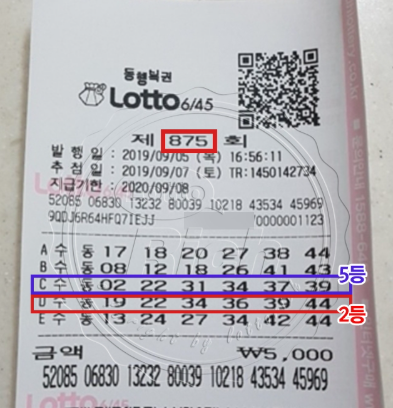 동행복권
Lotto 6/45
제 875 회
발 행 일 : 2019/09/05 (목) 16:56:11
추 첨 일 : 2019/09/07 (토) TR:1450142734
지급기한 : 2020/09/08
52085 06830 13232 80039 10218 43534 45969
9QDJ6R64HFQ7IEJJ /0000001123
A 수 동 17 18 20 27 38 44
B 수 동 08 12 18 26 41 43
5등
C 수 동 02 22 31 34 37 39
D 수 동 19 22 34 36 39 44
2등
E 수 동 13 24 27 34 42 44
금액 ₩5,000
52085 06830 13232 80039 10218 43534 45969
Lotto 6/45